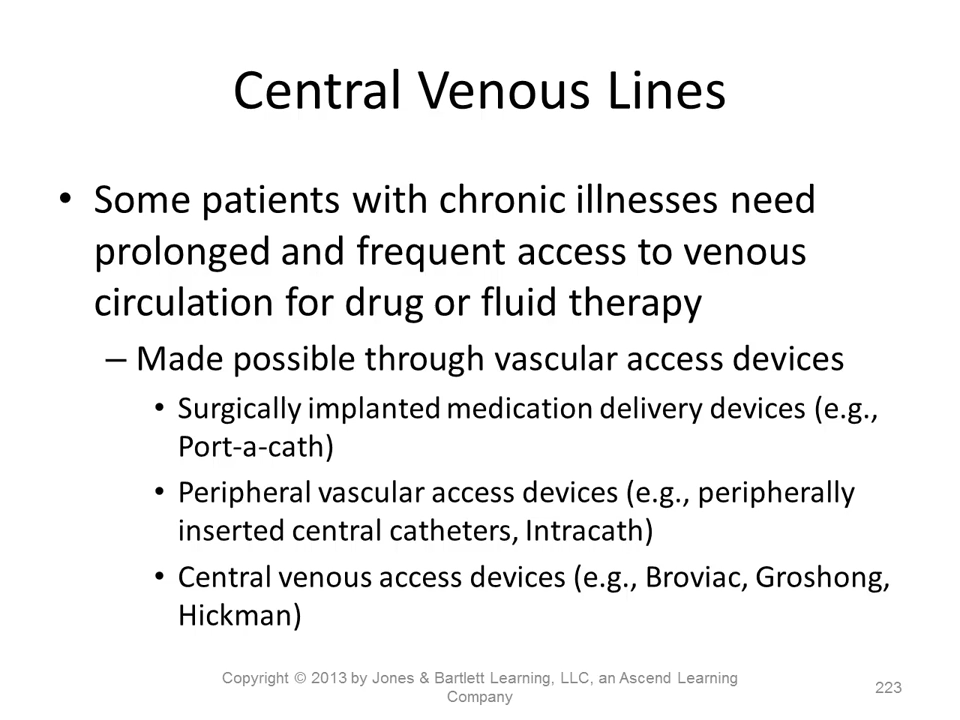 Central Venous Lines
• Some patients with chronic illnesses need
prolonged and frequent access to venous
circulation for drug or fluid therapy
– Made possible through vascular access devices
• Surgically implanted medication delivery devices (e.g.,
Port-a-cath)
• Peripheral vascular access devices (e.g., peripherally
inserted central catheters, Intracath)
• Central venous access devices (e.g., Broviac, Groshong,
Hickman)
Copyright © 2013 by Jones & Bartlett Learning, LLC, an Ascend Learning
Company
223